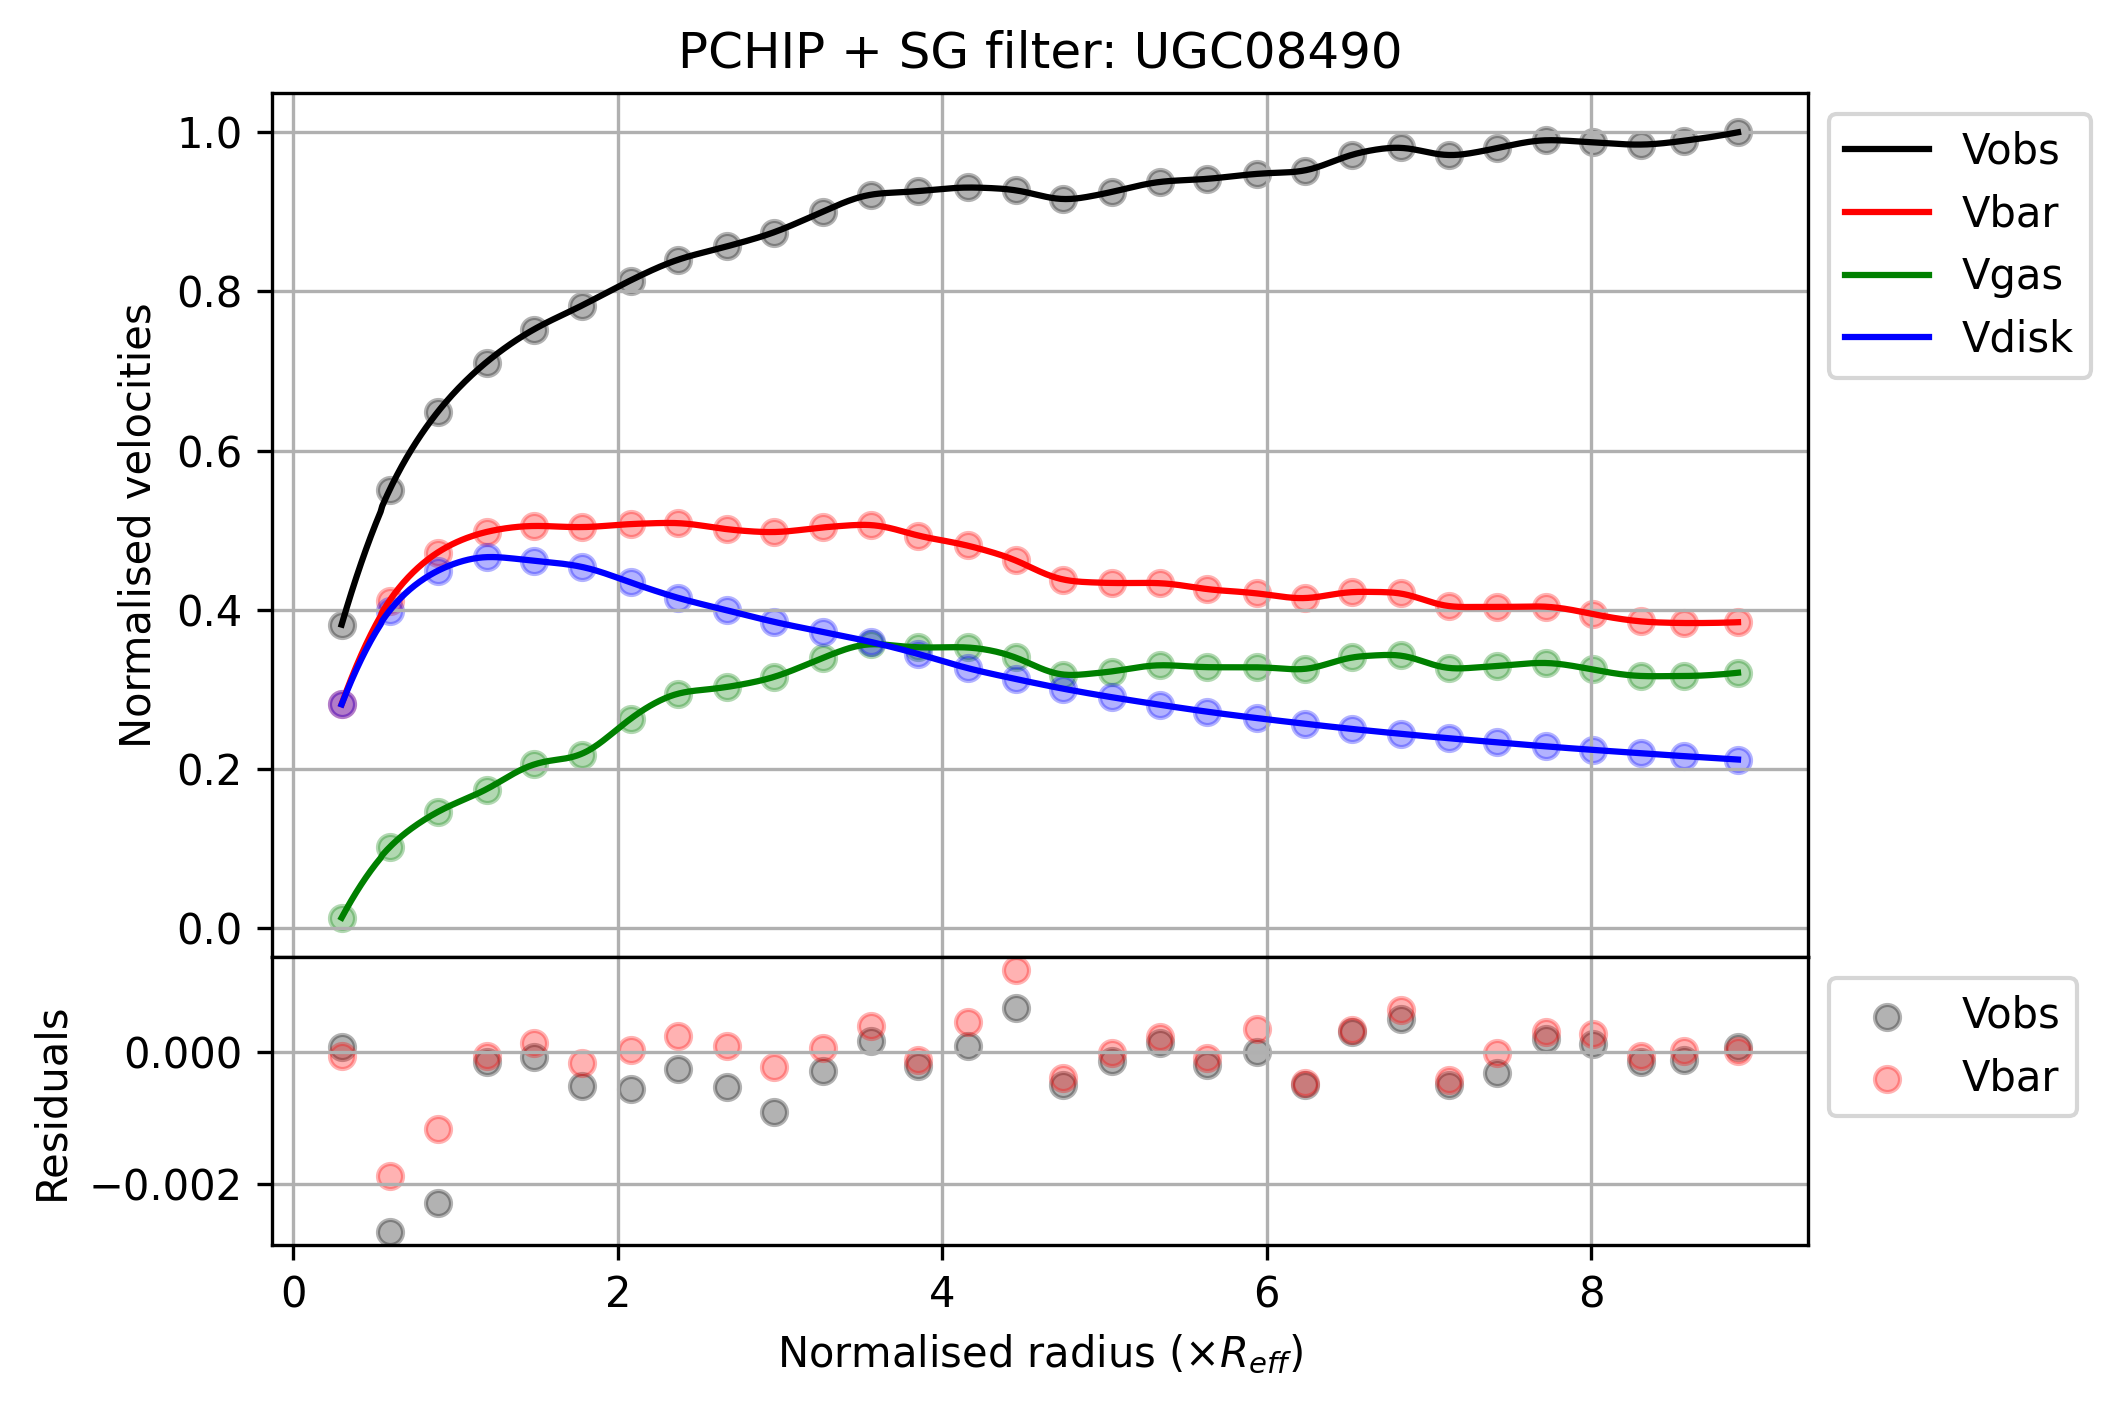 PCHIP + SG filter: UGC08490
Normalised velocities
1.0
0.8
0.6
0.4
0.2
0.0
Vobs
Vbar
Vgas
Vdisk
Residuals
0.000
−0.002
Vobs
Vbar
0 2 4 6 8
Normalised radius (×R_eff)